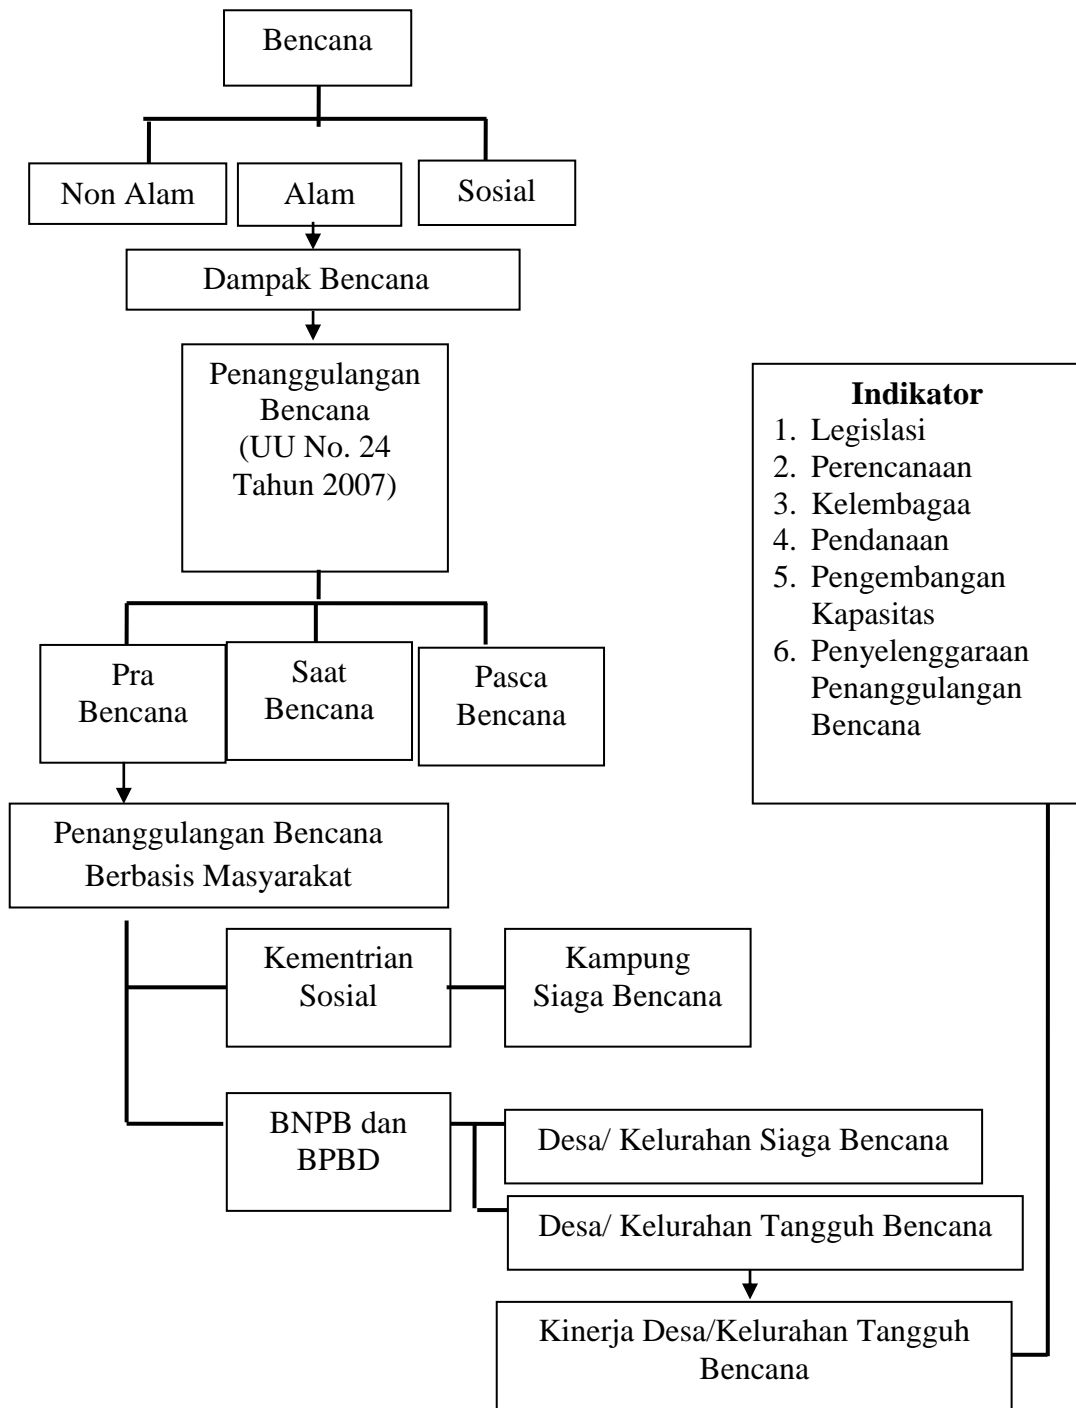 Bencana
Non Alam
Alam
Sosial
Dampak Bencana
Penanggulangan
Bencana
(UU No. 24
Tahun 2007)
Indikator
1. Legislasi
2. Perencanaan
3. Kelembagaa
4. Pendanaan
5. Pengembangan
Kapasitas
6. Penyelenggaraan
Penanggulangan
Bencana
Pra
Bencana
Saat
Bencana
Pasca
Bencana
Penanggulangan Bencana
Berbasis Masyarakat
Kementrian
Sosial
Kampung
Siaga Bencana
BNPB dan
BPBD
Desa/ Kelurahan Siaga Bencana
Desa/ Kelurahan Tangguh Bencana
Kinerja Desa/Kelurahan Tangguh
Bencana